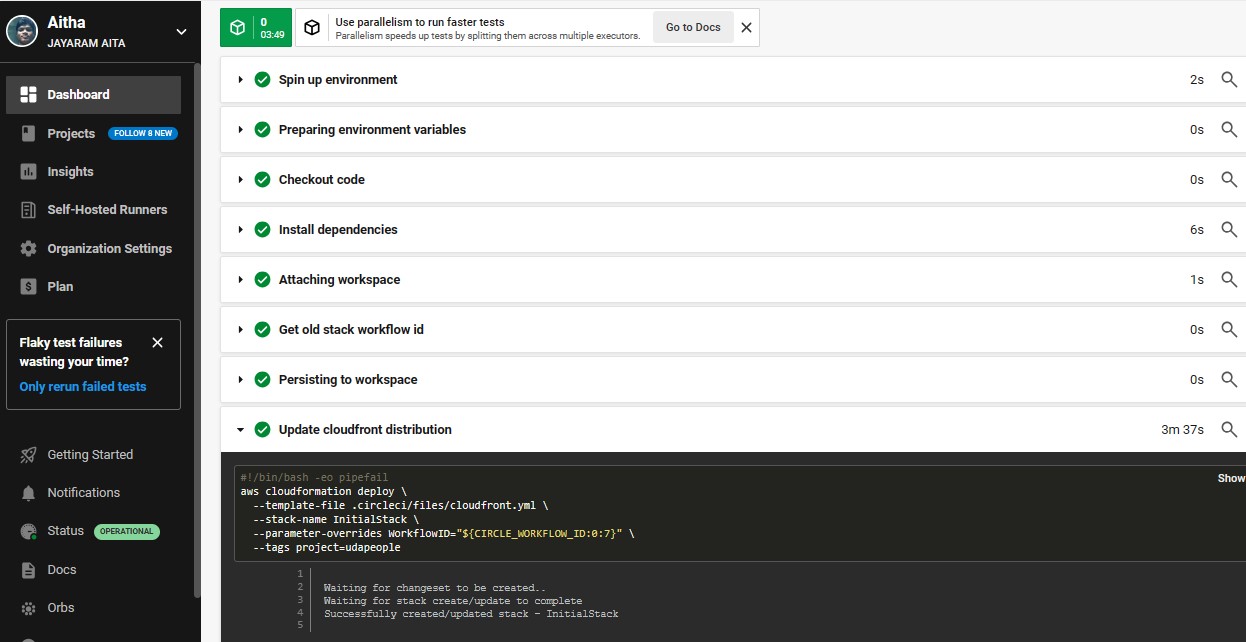 Aitha
JAYARAM AITA
Dashboard
Projects FOLLOW 8 NEW
Insights
Self-Hosted Runners
Organization Settings
Plan
Flaky test failures
wasting your time?
Only rerun failed tests
Getting Started
Notifications
Status OPERATIONAL
Docs
Orbs
0
03:49
Use parallelism to run faster tests
Parallelism speeds up tests by splitting them across multiple executors.
Go to Docs
Spin up environment 2s
Preparing environment variables 0s
Checkout code 0s
Install dependencies 6s
Attaching workspace 1s
Get old stack workflow id 0s
Persisting to workspace 0s
Update cloudfront distribution 3m 37s
#!/bin/bash -eo pipefail
Show
aws cloudformation deploy \
--template-file .circleci/files/cloudfront.yml \
--stack-name InitialStack \
--parameter-overrides WorkflowID="${CIRCLE_WORKFLOW_ID:0:7}" \
--tags project=udapeople
1
2 Waiting for changeset to be created..
3 Waiting for stack create/update to complete
4 Successfully created/updated stack - InitialStack
5